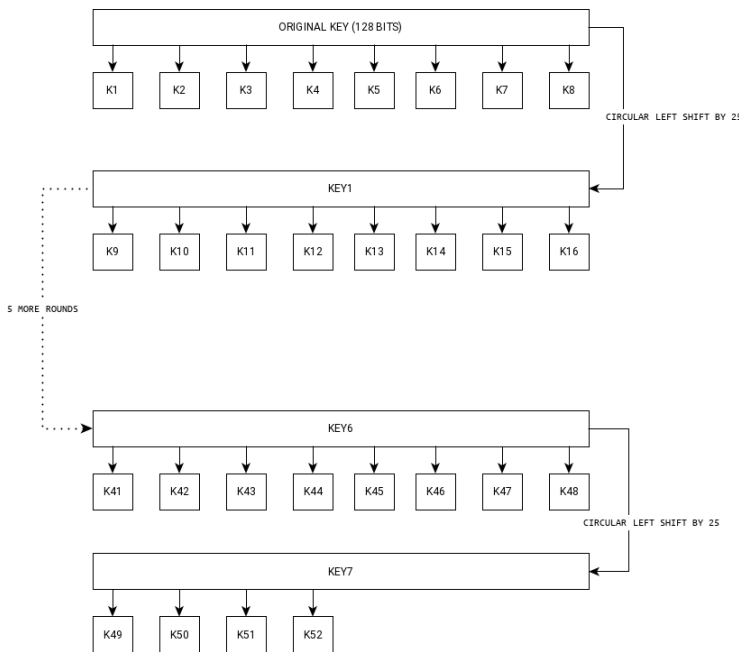 ORIGINAL KEY (128 BITS)
K1 K2 K3 K4 K5 K6 K7 K8
CIRCULAR LEFT SHIFT BY 25
KEY1
K9 K10 K11 K12 K13 K14 K15 K16
5 MORE ROUNDS
KEY6
K41 K42 K43 K44 K45 K46 K47 K48
CIRCULAR LEFT SHIFT BY 25
KEY7
K49 K50 K51 K52